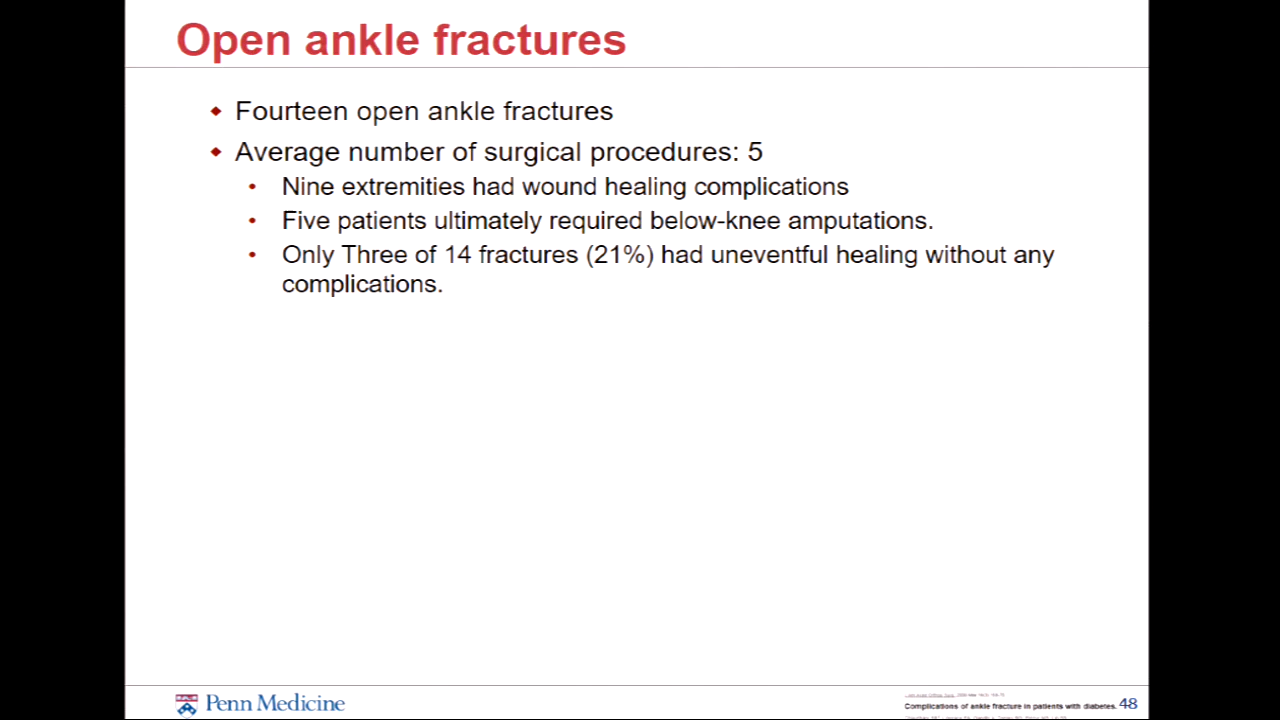 Open ankle fractures
Fourteen open ankle fractures
Average number of surgical procedures: 5
Nine extremities had wound healing complications
Five patients ultimately required below-knee amputations.
Only Three of 14 fractures (21%) had uneventful healing without any
complications.
Penn Medicine
Complications of ankle fracture in patients with diabetes.
48